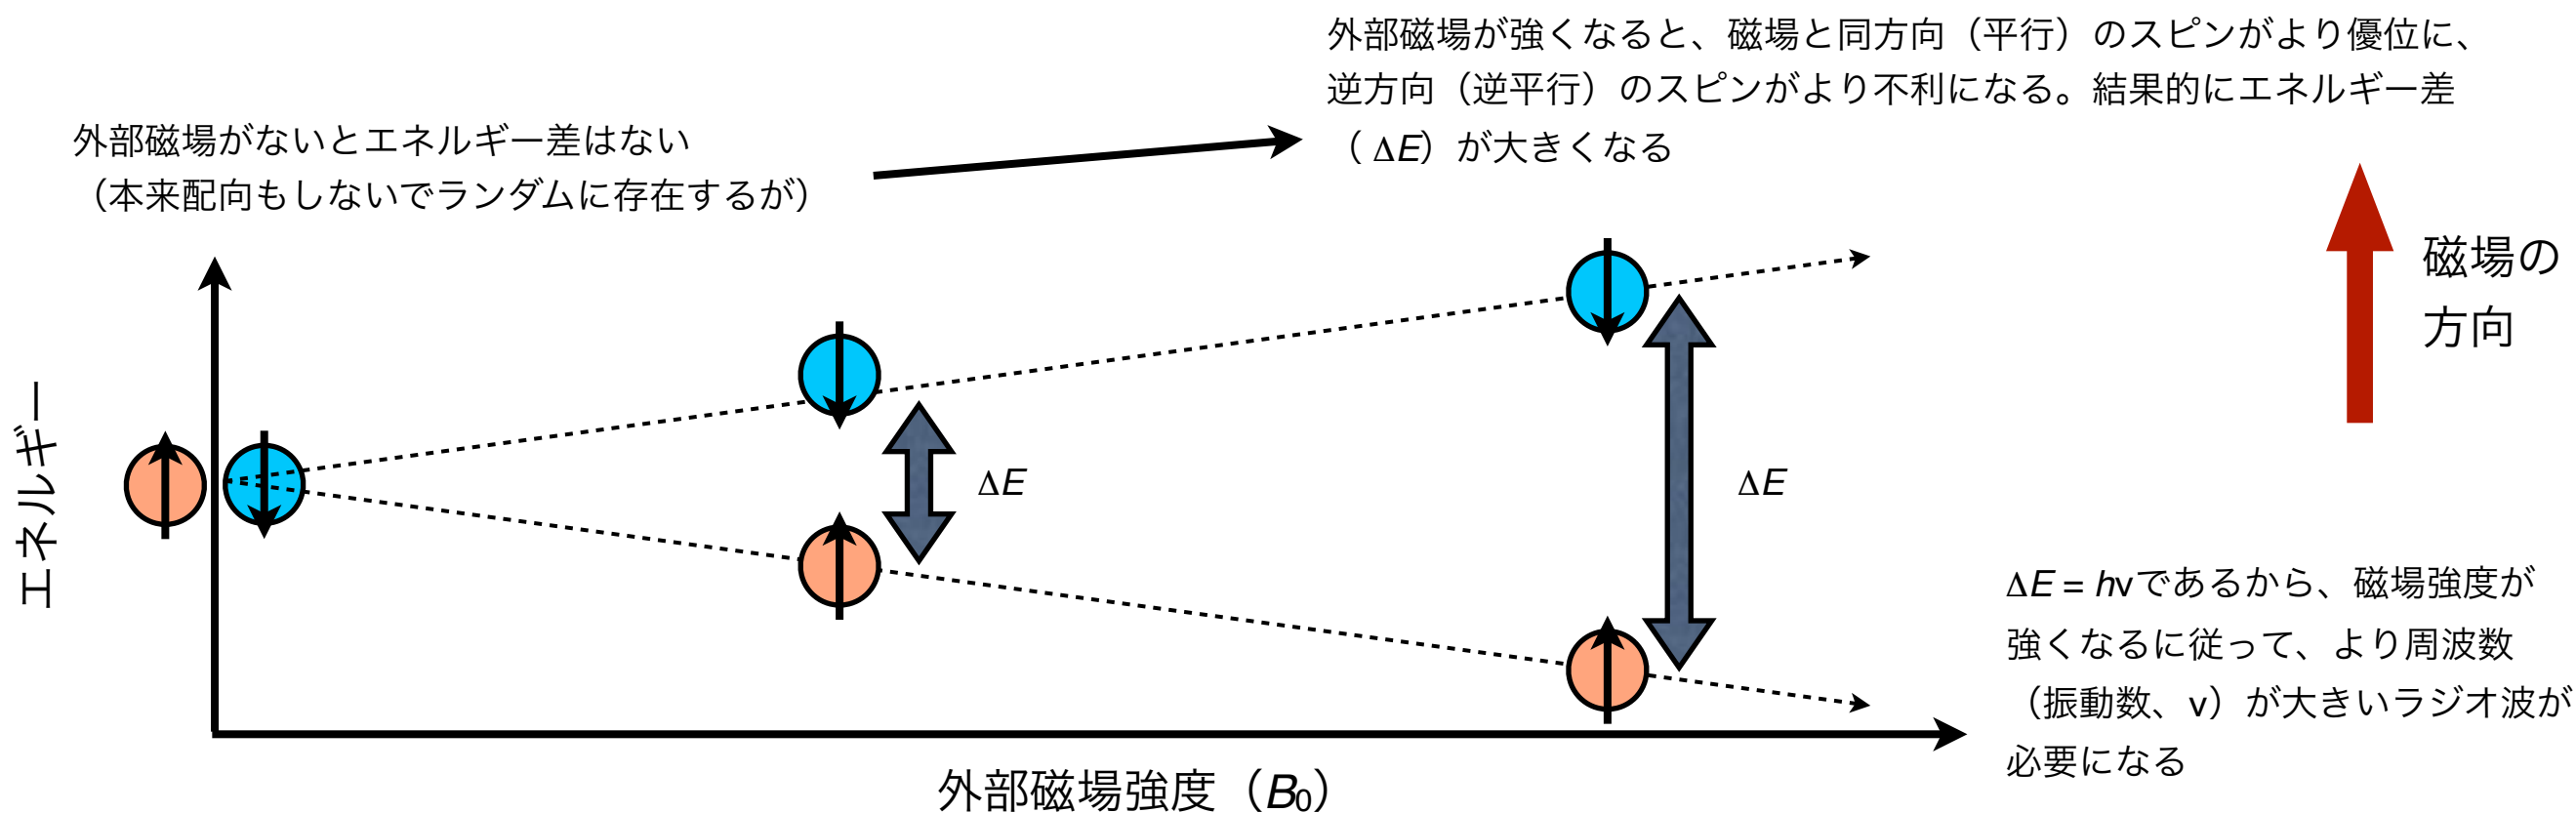 外部磁場が強くなると、磁場と同方向（平行）のスピンがより優位に、
逆方向（逆平行）のスピンがより不利になる。結果的にエネルギー差
（ΔE）が大きくなる
外部磁場がないとエネルギー差はない
（本来配向もしないでランダムに存在するが）
磁場の
方向
エネルギー
ΔE
ΔE
ΔE = hvであるから、磁場強度が
強くなるに従って、より周波数
（振動数、v）が大きいラジオ波が
必要になる
外部磁場強度（B₀）